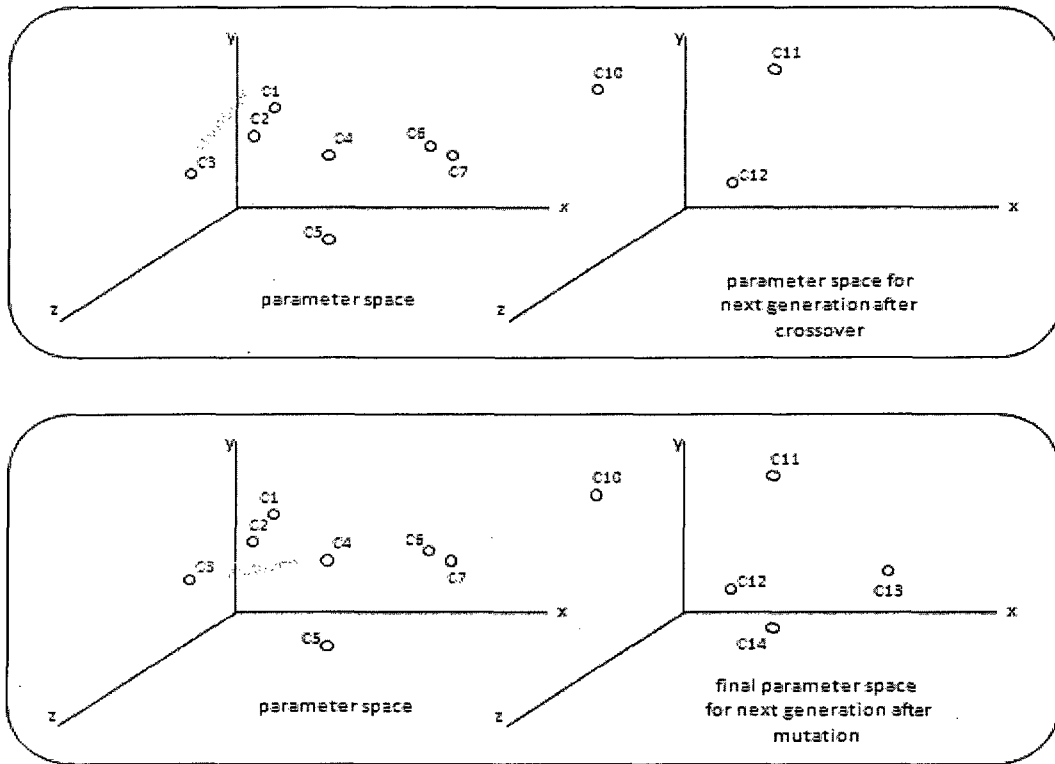 y
C1
C2
C3
C4
C6
C7
C5
x
z
parameter space
y
C10
C11
C12
x
z
parameter space for
next generation after
crossover
y
C1
C2
C3
C4
C6
C7
C5
x
z
parameter space
y
C10
C11
C12
C13
C14
x
z
final parameter space
for next generation after
mutation